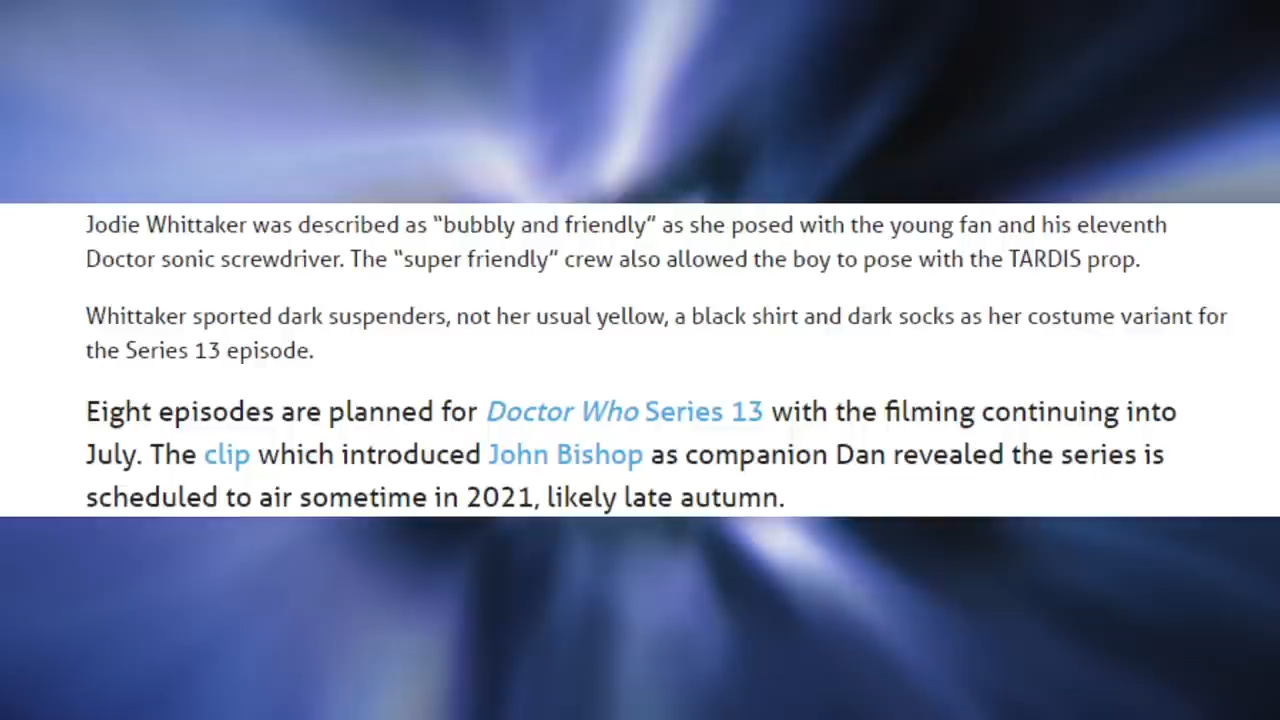 Jodie Whittaker was described as “bubbly and friendly” as she posed with the young fan and his eleventh
Doctor sonic screwdriver. The “super friendly” crew also allowed the boy to pose with the TARDIS prop.
Whittaker sported dark suspenders, not her usual yellow, a black shirt and dark socks as her costume variant for
the Series 13 episode.
Eight episodes are planned for Doctor Who Series 13 with the filming continuing into
July. The clip which introduced John Bishop as companion Dan revealed the series is
scheduled to air sometime in 2021, likely late autumn.